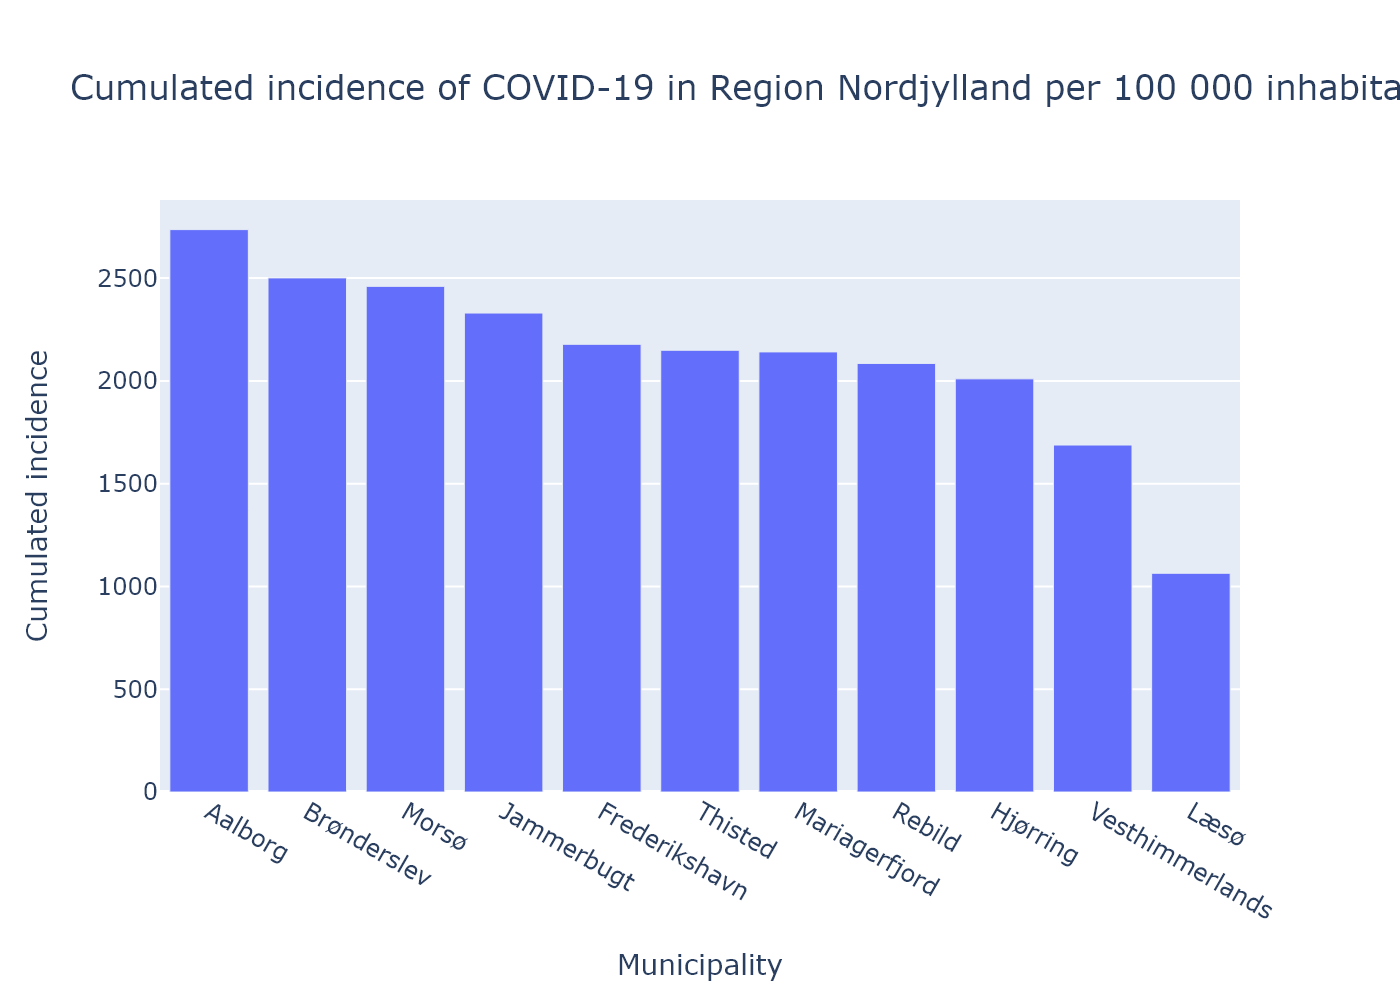 Cumulated incidence of COVID-19 in Region Nordjylland per 100 000 inhabita
Cumulated incidence
2500
2000
1500
1000
500
0
Aalborg
Brønderslev
Morsø
Jammerbugt
Frederikshavn
Thisted
Mariagerfjord
Rebild
Hjørring
Vesthimmerlands
Læsø
Municipality